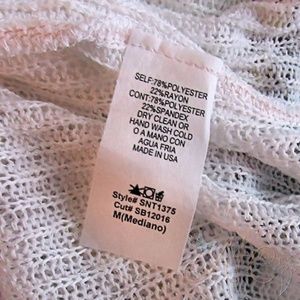 SELF:78%POLYESTER
22%RAYON
CONT:78%POLYESTER
22%SPANDEX
DRY CLEAN OR
HAND WASH COLD
O A MANO CON
AGUA FRIA
MADE IN USA
Style# SNT1375
Cut# SB12016
M(Mediano)